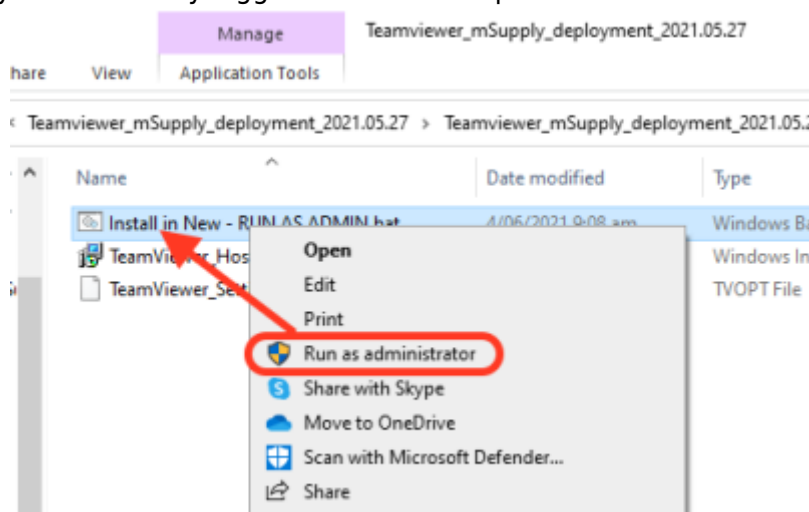 Manage
Teamviewer_mSupply_deployment_2021.05.27
hare View Application Tools
Teamviewer_mSupply_deployment_2021.05.27 > Teamviewer_mSupply_deployment_2021.05.
Name Date modified Type
Install in New - RUN AS ADMIN.bat 4/06/2021 9:08 am Windows Ba
TeamViewer_Hos Windows In
TeamViewer_Sett TVOPT File
Open
Edit
Print
Run as administrator
Share with Skype
Move to OneDrive
Scan with Microsoft Defender...
Share